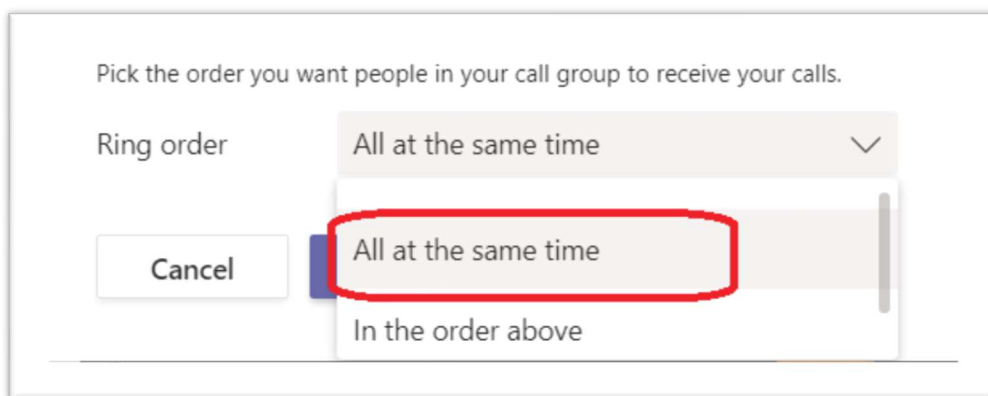 Pick the order you want people in your call group to receive your calls.
Ring order
All at the same time
All at the same time
Cancel
In the order above